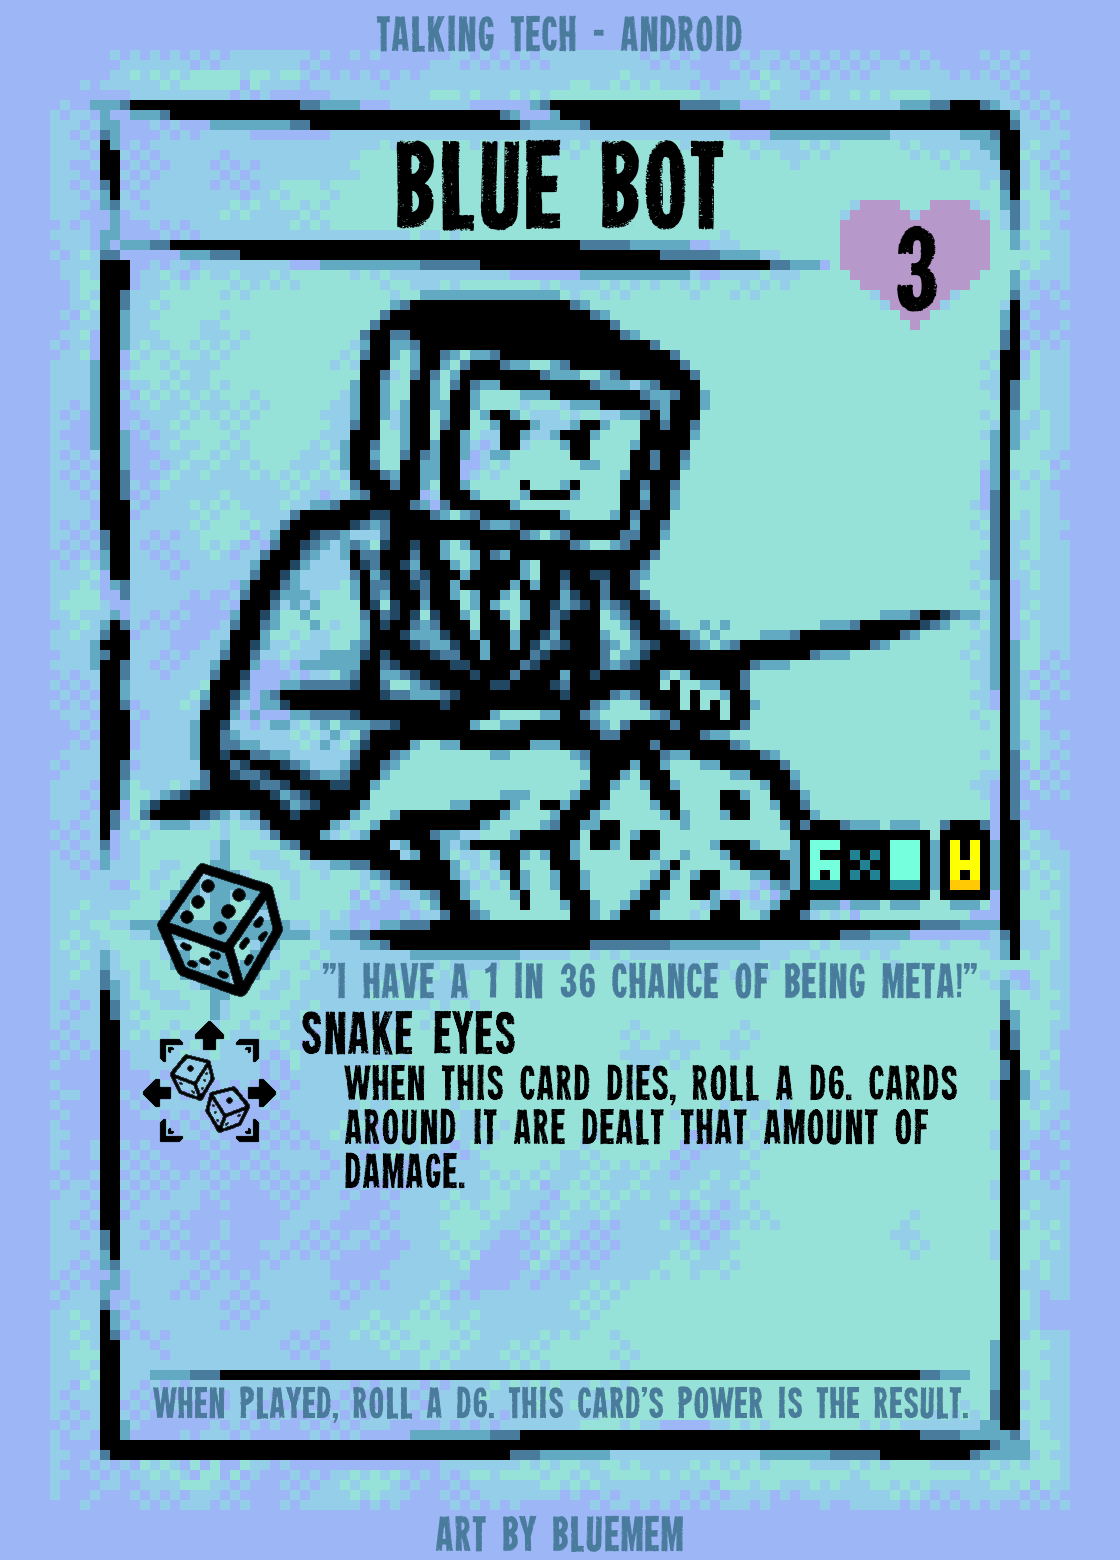 TALKING TECH - ANDROID
BLUE BOT
3
"I HAVE A 1 IN 36 CHANCE OF BEING META!"
SNAKE EYES
WHEN THIS CARD DIES, ROLL A D6. CARDS
AROUND IT ARE DEALT THAT AMOUNT OF
DAMAGE.
WHEN PLAYED, ROLL A D6. THIS CARD'S POWER IS THE RESULT.
ART BY BLUEMEM